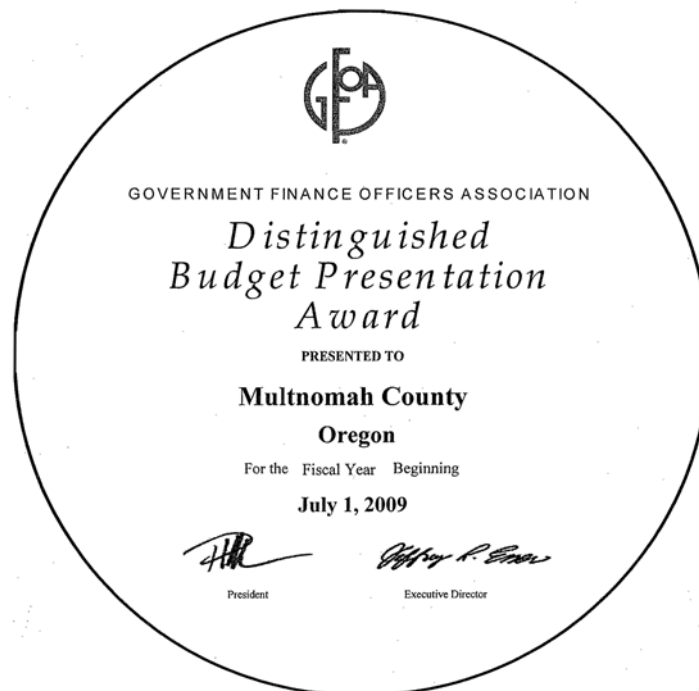 GFOA
GOVERNMENT FINANCE OFFICERS ASSOCIATION
Distinguished
Budget Presentation
Award
PRESENTED TO
Multnomah County
Oregon
For the Fiscal Year Beginning
July 1, 2009
President
Executive Director